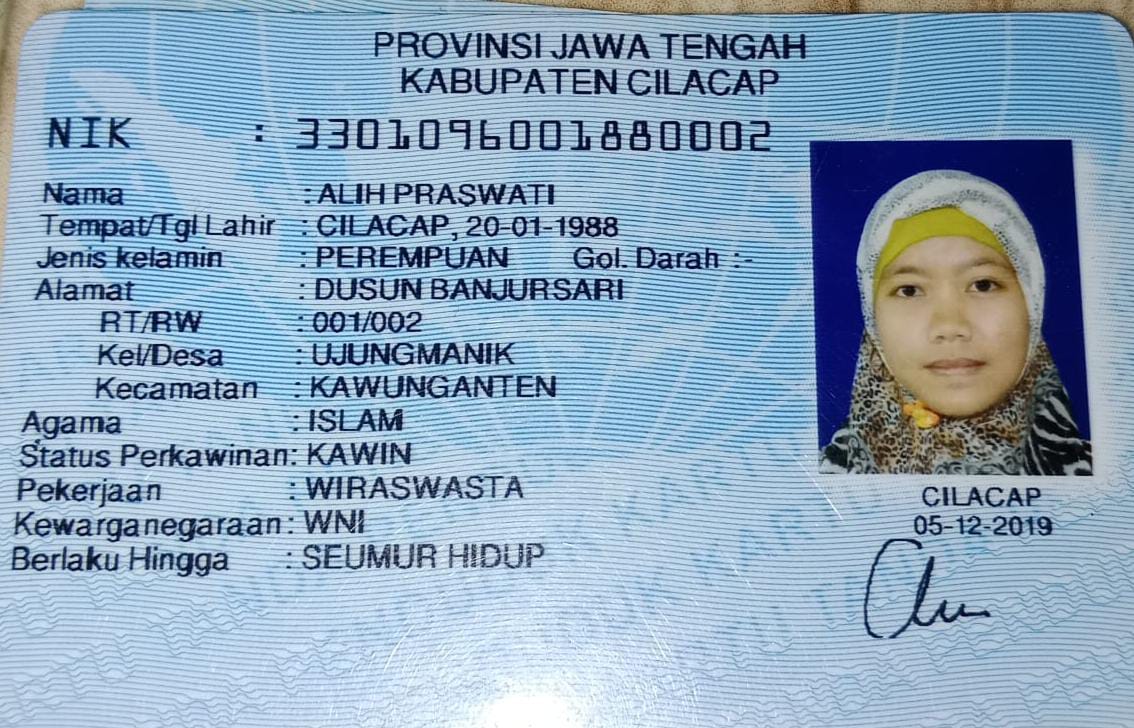 PROVINSI JAWA TENGAH
KABUPATEN CILACAP
NIK : 3301096001880002
Nama : ALIH PRASWATI
Tempat/Tgl Lahir : CILACAP, 20-01-1988
Jenis kelamin : PEREMPUAN Gol. Darah :-
Alamat : DUSUN BANJURSARI
RT/RW : 001/002
Kel/Desa : UJUNGMANIK
Kecamatan : KAWUNGANTEN
Agama : ISLAM
Status Perkawinan: KAWIN
Pekerjaan : WIRASWASTA
Kewarganegaraan: WNI
Berlaku Hingga : SEUMUR HIDUP
CILACAP
05-12-2019